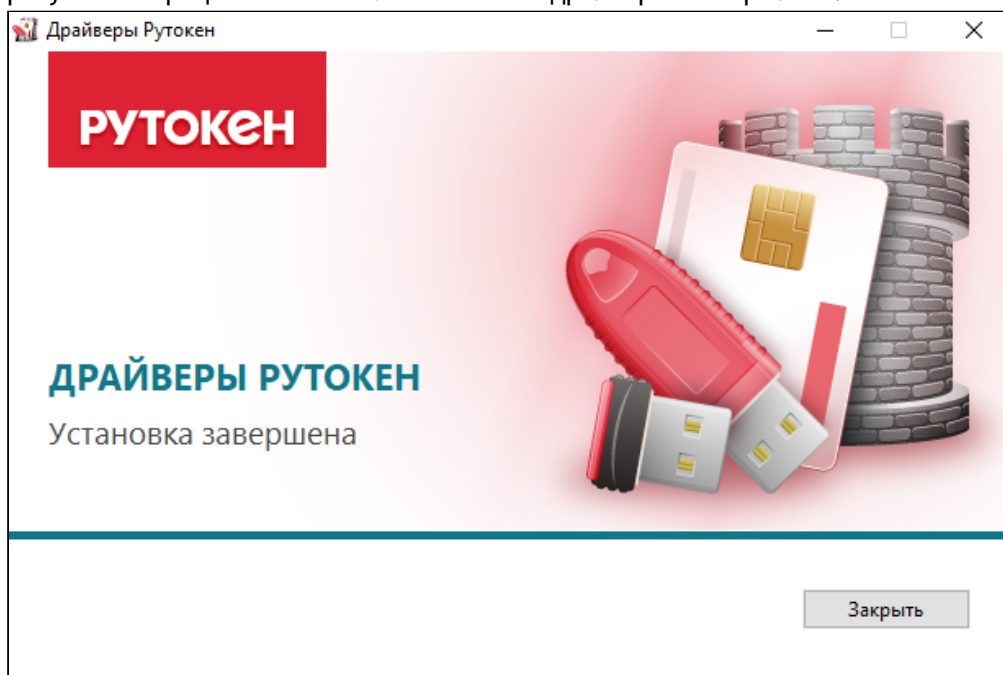 Драйверы Рутокен
РУТОКеН
ДРАЙВЕРЫ РУТОКЕН
Установка завершена
Закрыть